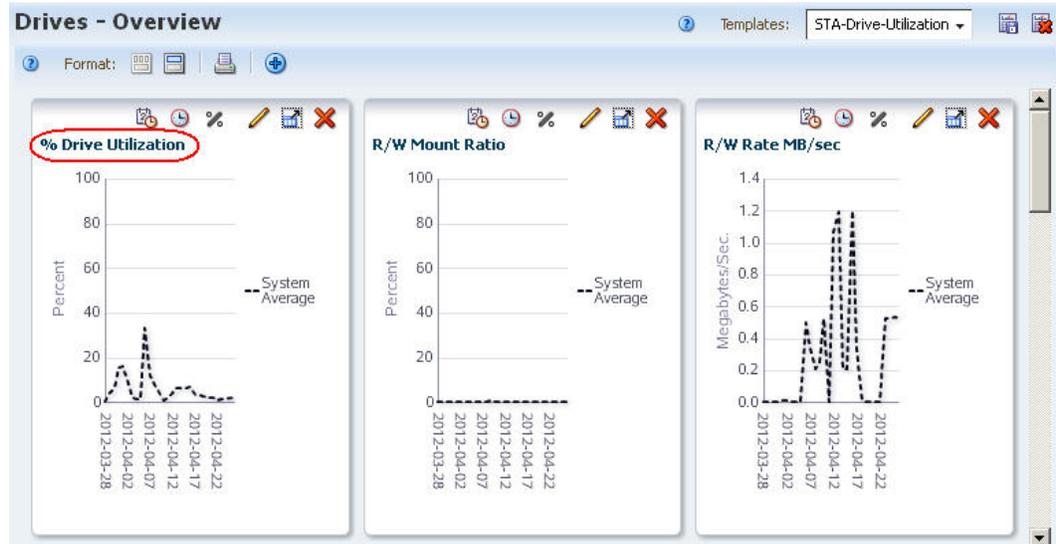 Drives - Overview
Templates: STA-Drive-Utilization
Format:
% Drive Utilization
100
80
60
40
20
0
Percent
System
Average
2012-03-28
2012-04-02
2012-04-07
2012-04-12
2012-04-17
2012-04-22
R/W Mount Ratio
100
80
60
40
20
0
Percent
System
Average
2012-03-28
2012-04-02
2012-04-07
2012-04-12
2012-04-17
2012-04-22
R/W Rate MB/sec
1.4
1.2
1.0
0.8
0.6
0.4
0.2
0.0
Megabytes/Sec.
System
Average
2012-03-28
2012-04-02
2012-04-07
2012-04-12
2012-04-17
2012-04-22